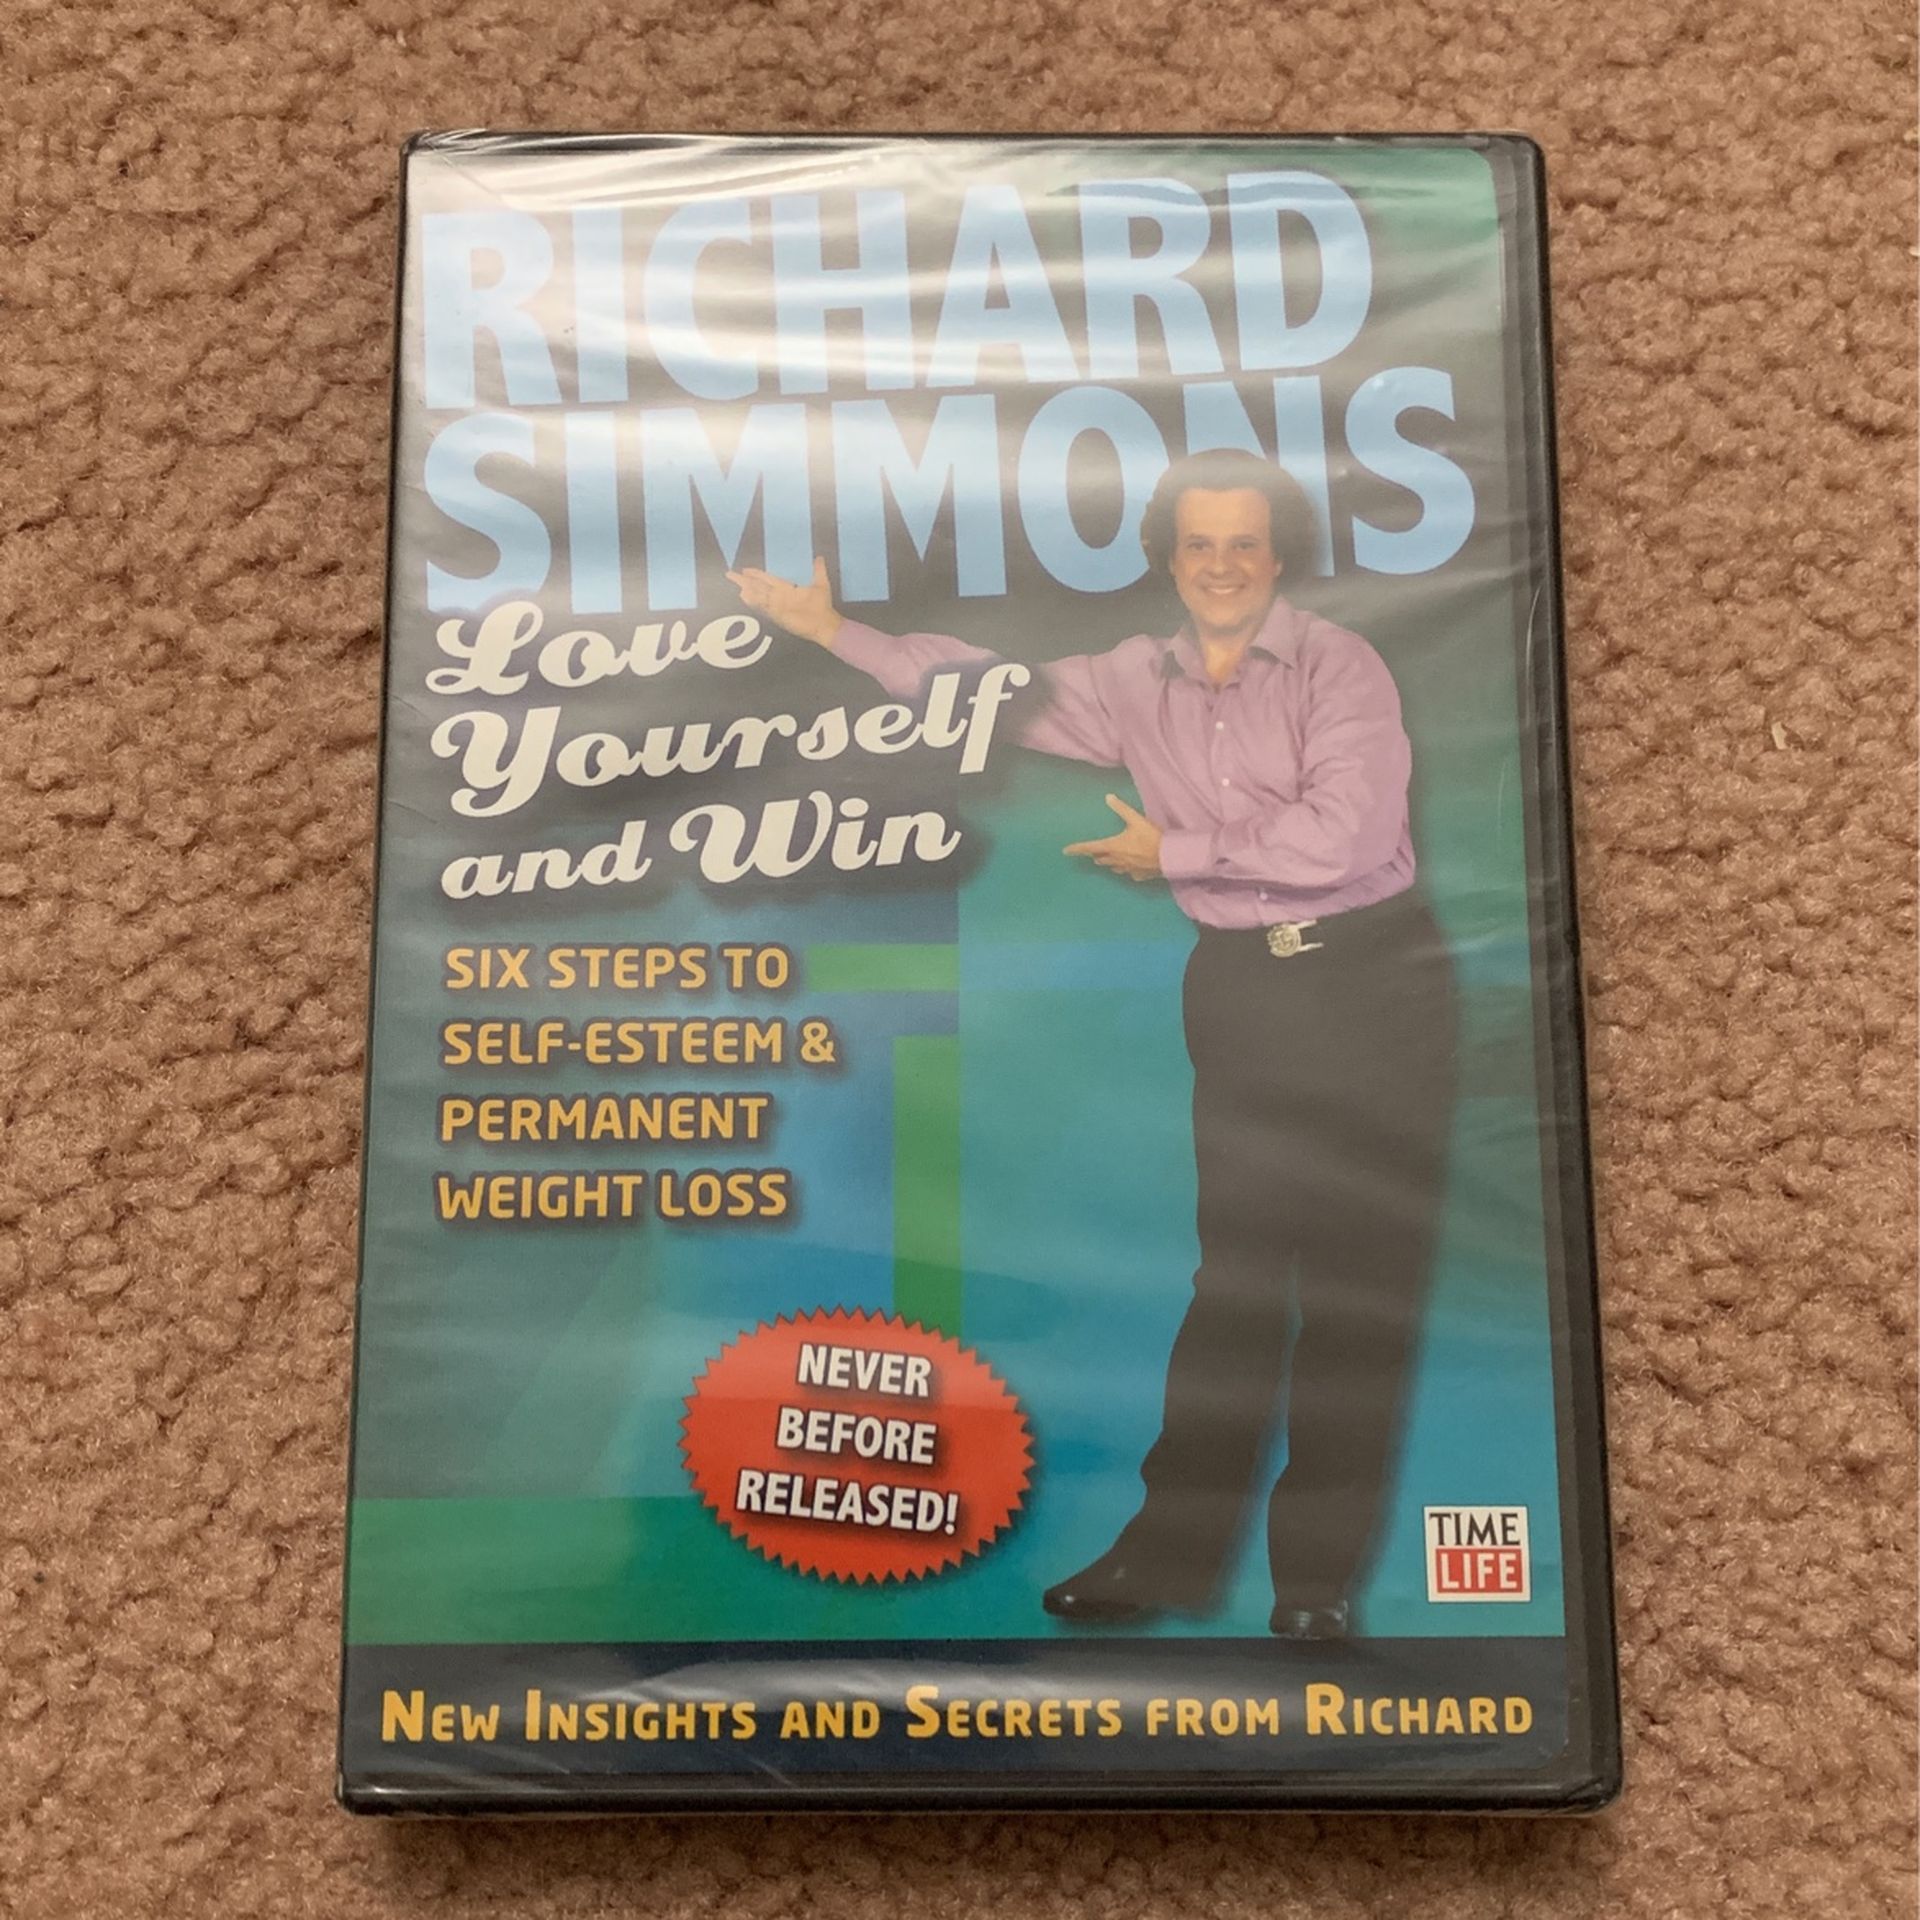 RICHARD
SIMMONS
Love
Yourself
and Win
SIX STEPS TO
SELF-ESTEEM &
PERMANENT
WEIGHT LOSS
NEVER
BEFORE
RELEASED!
TIME
LIFE
NEW INSIGHTS AND SECRETS FROM RICHARD